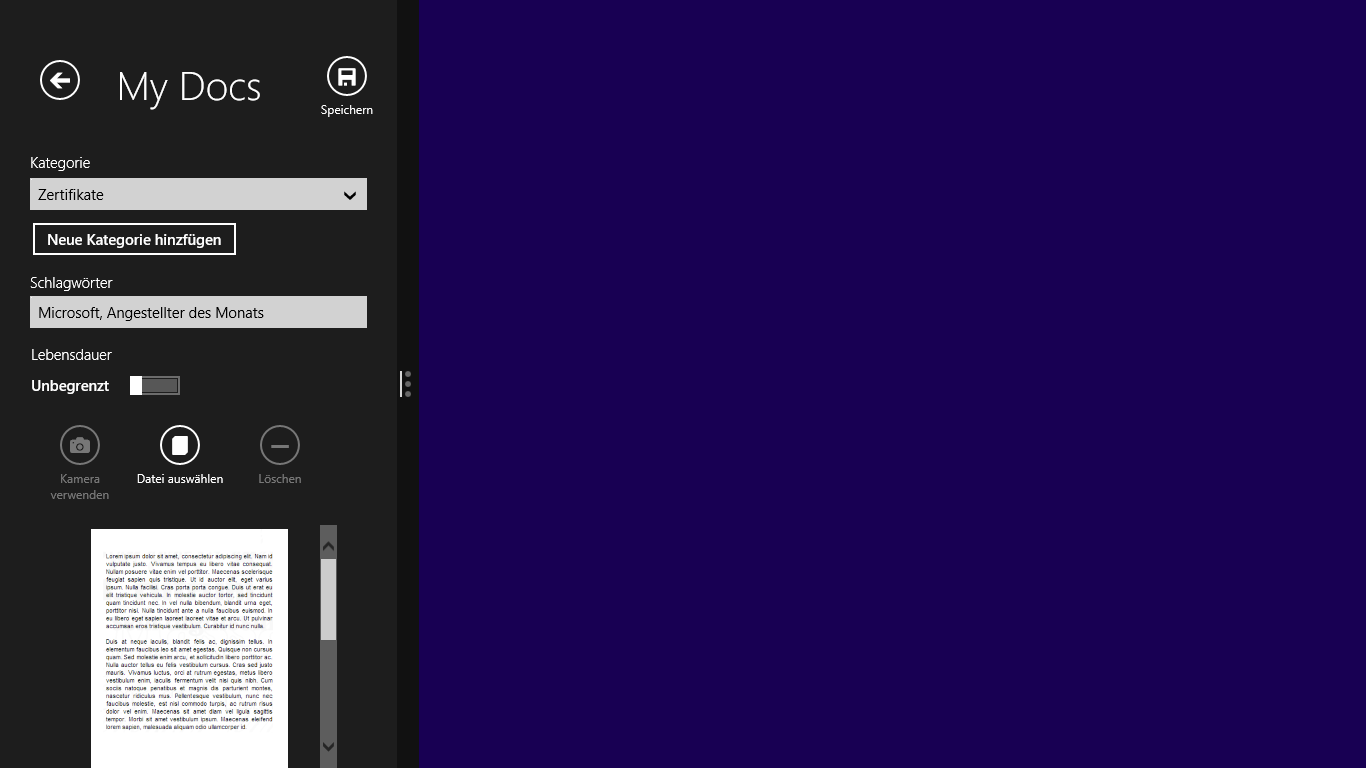 My Docs
Speichern
Kategorie
Zertifikate
Neue Kategorie hinzfügen
Schlagwörter
Microsoft, Angestellter des Monats
Lebensdauer
Unbegrenzt
Kamera
verwenden
Datei auswählen
Löschen
Lorem ipsum dolor sit amet, consectetur adipiscing elit. Nam id
vulputate justo. Vivamus tempus eu libero vitae consequat.
Nullam posuere vitae enim vel porttitor. Maecenas scelerisque
feugiat sapien quis tristique. Ut id auctor elit, eget varius
ipsum. Nulla facilisi. Cras porta porta congue. Duis ut erat eu
elit tristique vehicula. In molestie auctor tortor, sed tincidunt
quam tincidunt nec. In vel nulla bibendum, blandit urna eget,
porttitor nisl. Nulla tincidunt ante a nulla faucibus euismod. In
eu libero eget sapien laoreet laoreet vitae et arcu. Ut pulvinar
accumsan eros tristique vestibulum. Curabitur id nunc nulla.
Duis at neque iaculis, blandit felis ac, dignissim tellus. In
elementum faucibus leo sit amet egestas. Quisque non cursus
quam. Sed molestie enim arcu, et sollicitudin libero porttitor ac.
Nulla auctor tellus eu felis vestibulum cursus. Cras sed justo
mauris. Vivamus luctus, orci at rutrum egestas, metus libero
vestibulum enim, iaculis fermentum velit nisi quis nibh. Cum
sociis natoque penatibus et magnis dis parturient montes,
nascetur ridiculus mus. Pellentesque vestibulum, nunc nec
faucibus molestie, est nisl commodo turpis, ac rutrum risus
dolor vel enim. Maecenas sit amet diam vel ligula sagittis
tempor. Morbi sit amet vestibulum ipsum. Maecenas eleifend
lorem sapien, malesuada aliquam odio ullamcorper id.